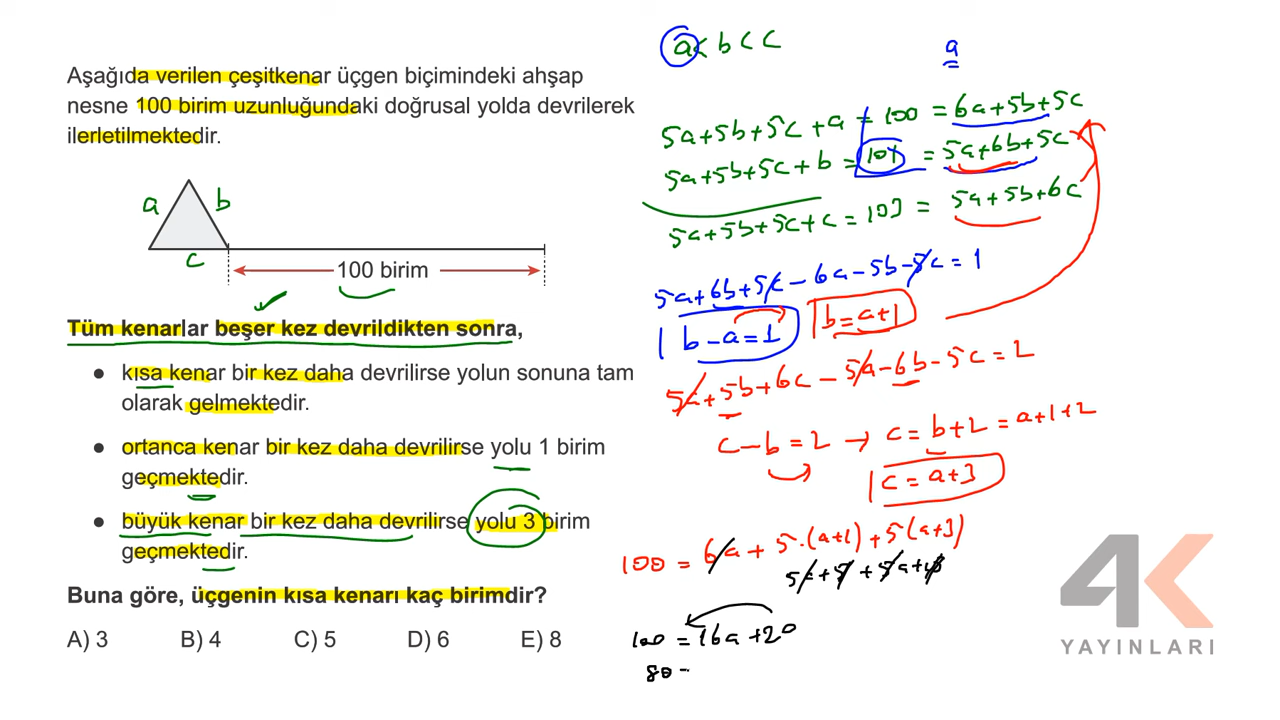 Aşağıda verilen çeşitkenar üçgen biçimindeki ahşap
nesne 100 birim uzunluğundaki doğrusal yolda devrilerek
ilerletilmektedir.
a
b
c
100 birim
Tüm kenarlar beşer kez devrildikten sonra,
● kısa kenar bir kez daha devrilirse yolun sonuna tam
olarak gelmektedir.
● ortanca kenar bir kez daha devrilirse yolu 1 birim
geçmektedir.
● büyük kenar bir kez daha devrilirse yolu 3 birim
geçmektedir.
Buna göre, üçgenin kısa kenarı kaç birimdir?
A) 3 B) 4 C) 5 D) 6 E) 8
a < b < c
a
5a+5b+5c+a = 100 = 6a+5b+5c
5a+5b+5c+b = 101 = 5a+6b+5c
5a+5b+5c+c = 103 = 5a+5b+6c
5a+6b+5c-6a-5b-5c = 1
b-a=1 b=a+1
5a+5b+6c-5a-6b-5c=2
c-b=2 → c=b+2=a+1+2
c=a+3
100 = 6a+5.(a+1)+5(a+3)
5a+5+5a+15
100 = 16a+20
80 -
4K
YAYINLARI